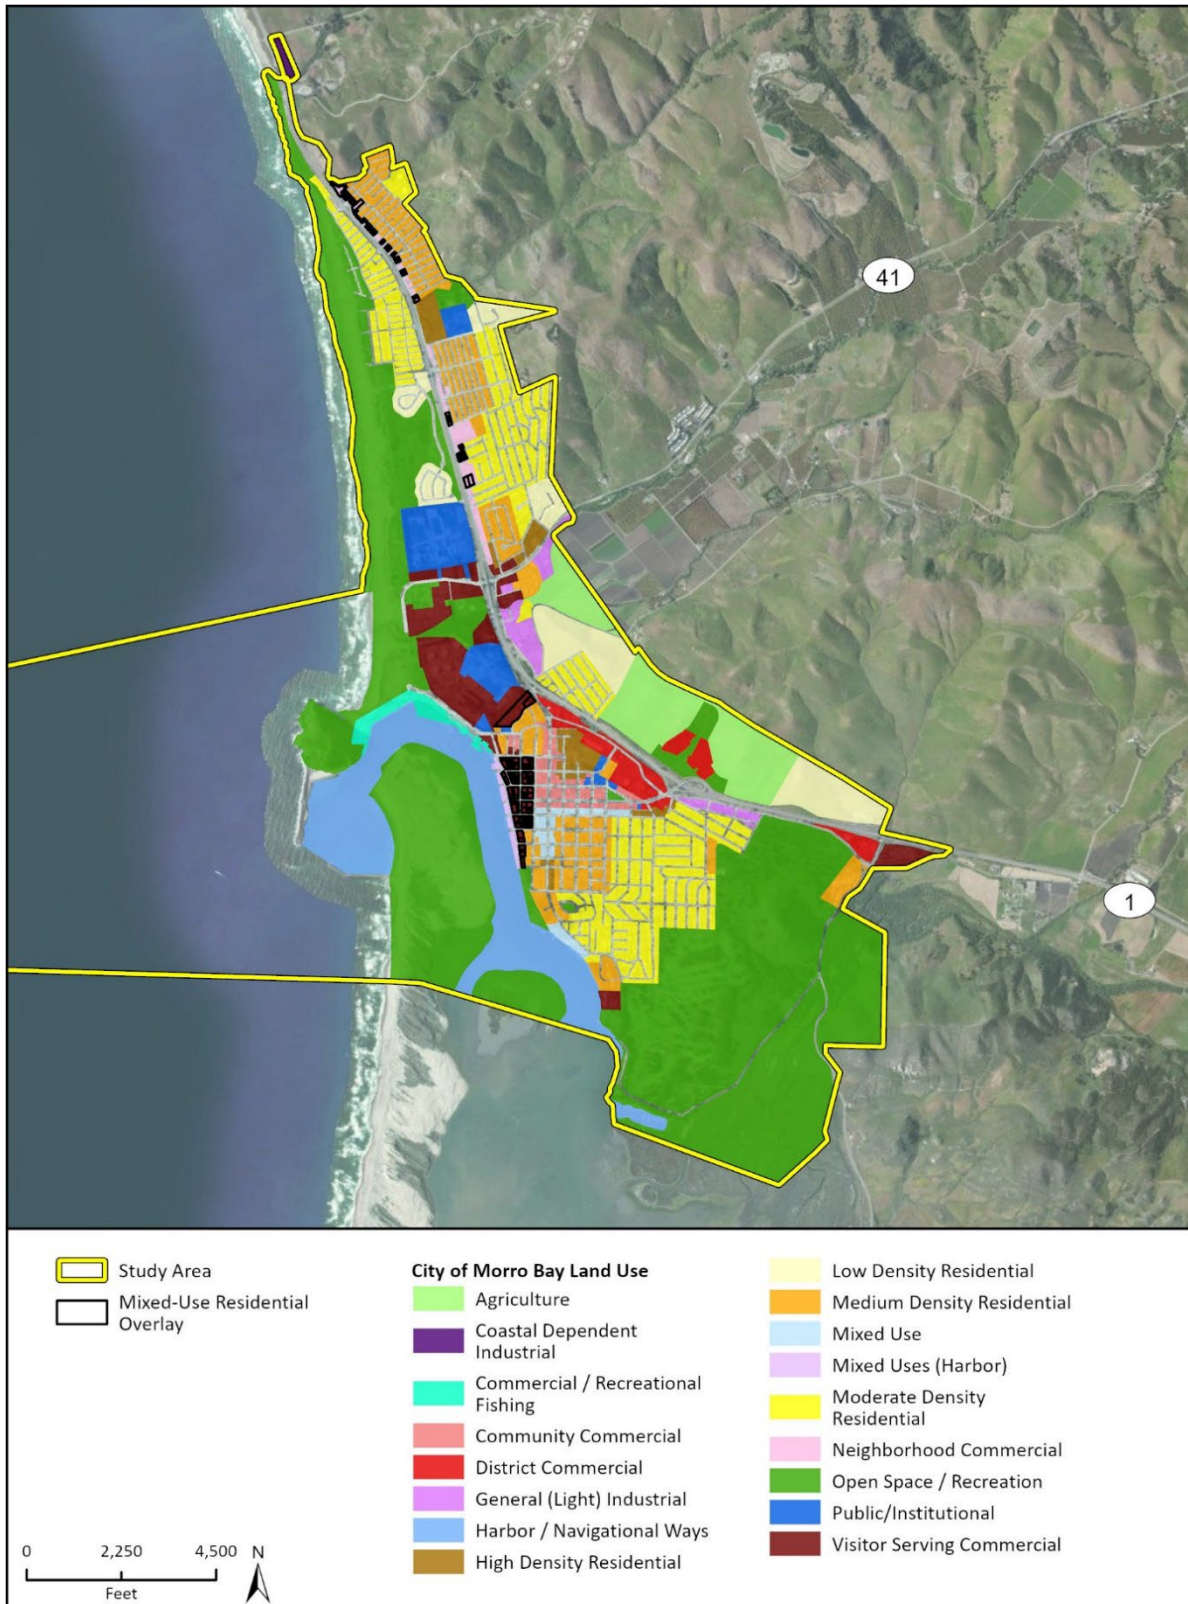 41
1
Study Area
Mixed-Use Residential
Overlay
City of Morro Bay Land Use
Agriculture
Coastal Dependent
Industrial
Commercial / Recreational
Fishing
Community Commercial
District Commercial
General (Light) Industrial
Harbor / Navigational Ways
High Density Residential
Low Density Residential
Medium Density Residential
Mixed Use
Mixed Uses (Harbor)
Moderate Density
Residential
Neighborhood Commercial
Open Space / Recreation
Public/Institutional
Visitor Serving Commercial
0 2,250 4,500 N
Feet